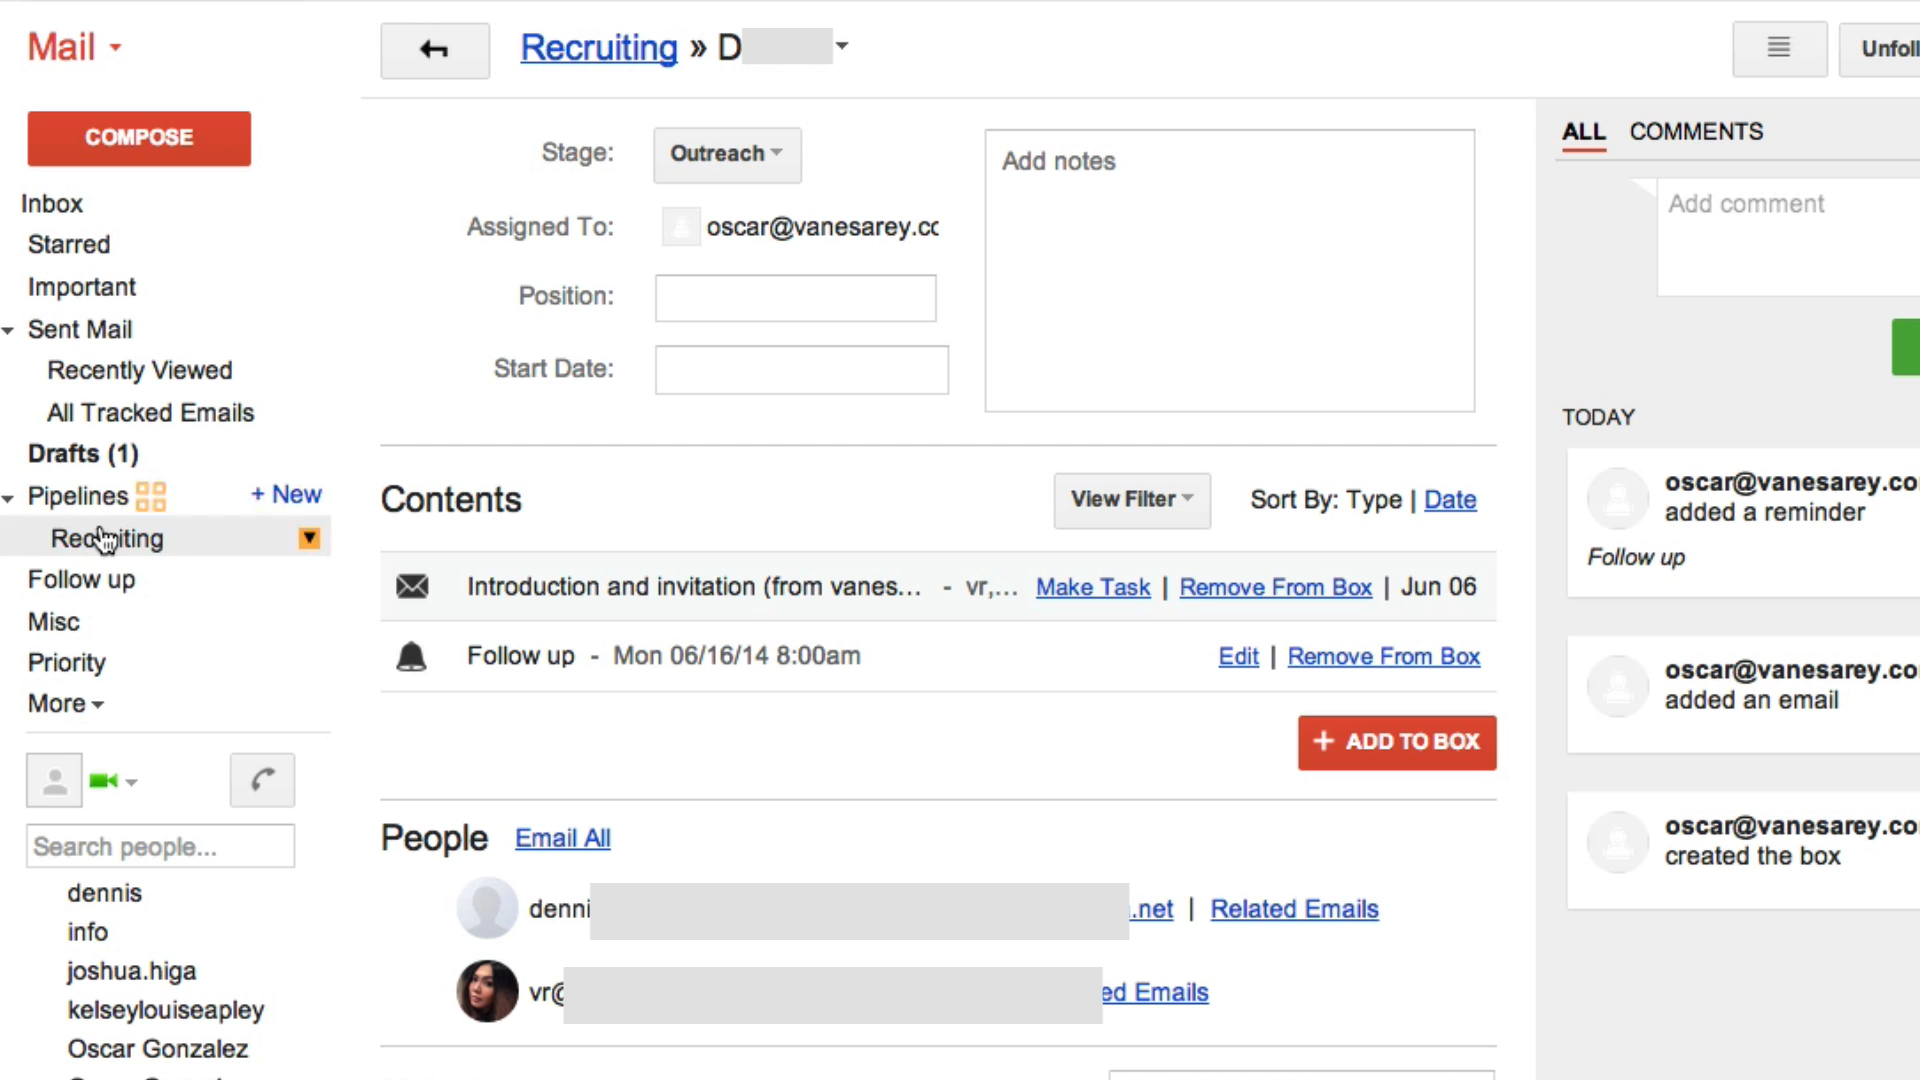 Mail
Recruiting » D
Unfoll
COMPOSE
Inbox
Starred
Important
Sent Mail
Recently Viewed
All Tracked Emails
Drafts (1)
Pipelines
+ New
Recruiting
Follow up
Misc
Priority
More
Search people...
dennis
info
joshua.higa
kelseylouiseapley
Oscar Gonzalez
Stage:
Outreach
Assigned To:
oscar@vanesarey.cc
Position:
Start Date:
Add notes
Contents
View Filter
Sort By: Type | Date
Introduction and invitation (from vanes... - vr,... Make Task | Remove From Box | Jun 06
Follow up - Mon 06/16/14 8:00am Edit | Remove From Box
+ ADD TO BOX
People Email All
denni .net | Related Emails
vr@ ed Emails
ALL COMMENTS
Add comment
TODAY
oscar@vanesarey.co
added a reminder
Follow up
oscar@vanesarey.co
added an email
oscar@vanesarey.co
created the box